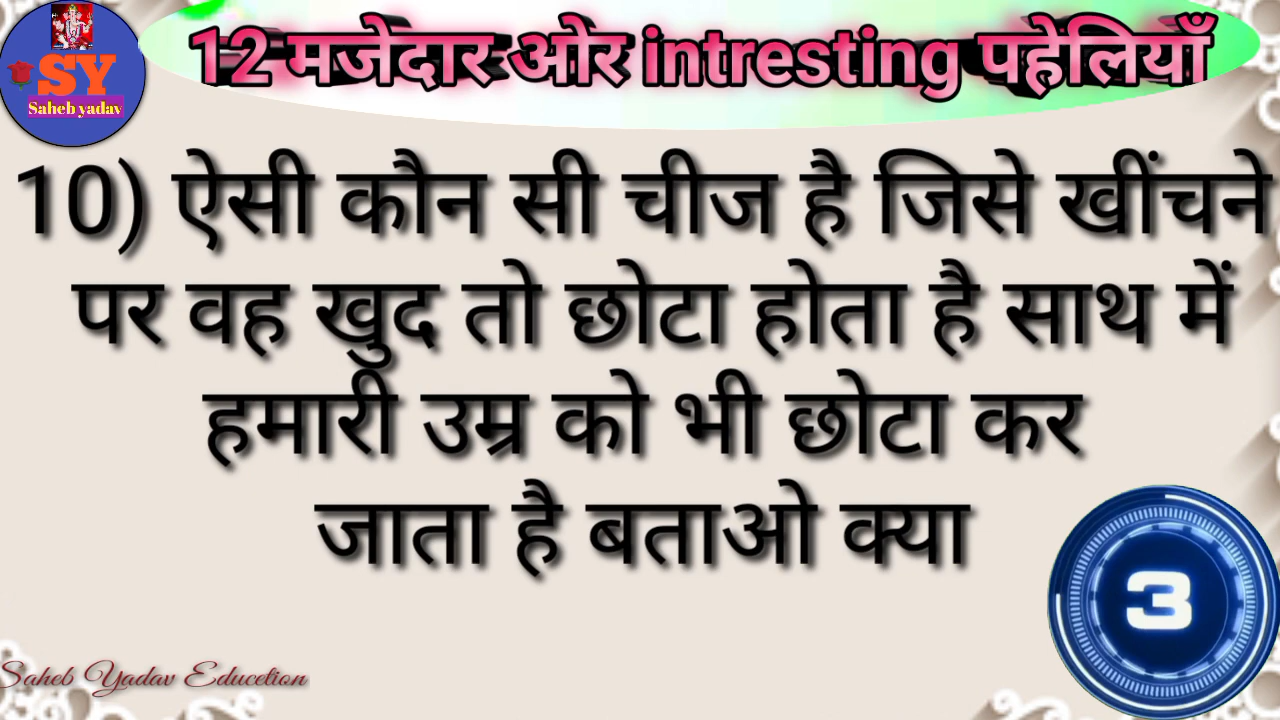 SY
Saheb yadav
12 मजेदार ओर intresting पहेलियाँ
10) ऐसी कौन सी चीज है जिसे खींचने
पर वह खुद तो छोटा होता है साथ में
हमारी उम्र को भी छोटा कर
जाता है बताओ क्या
3
Saheb Yadav Education